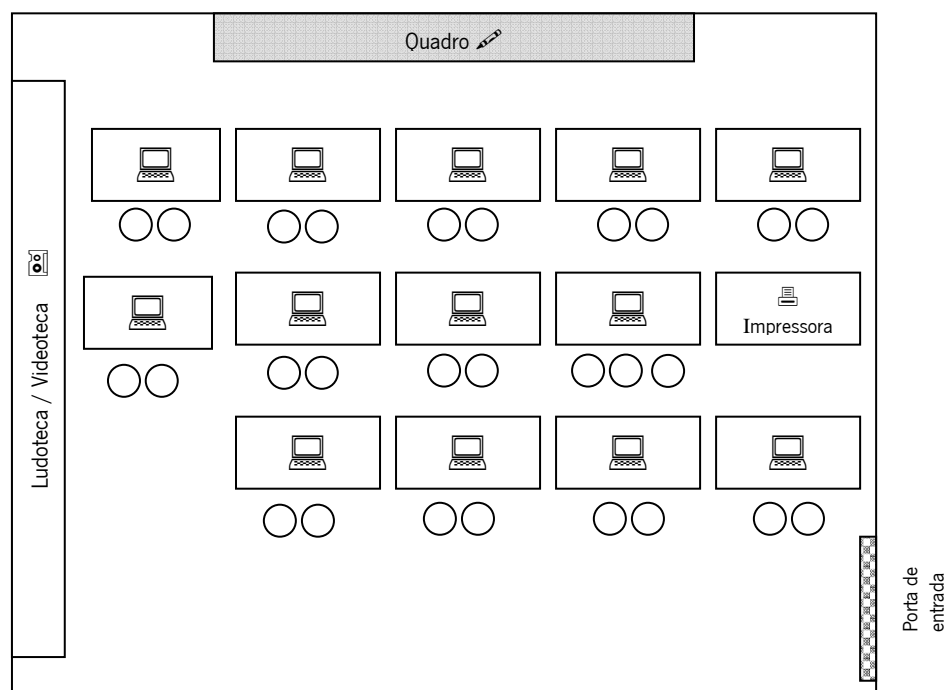 Quadro
Ludoteca / Videoteca
Impressora
Porta de
entrada